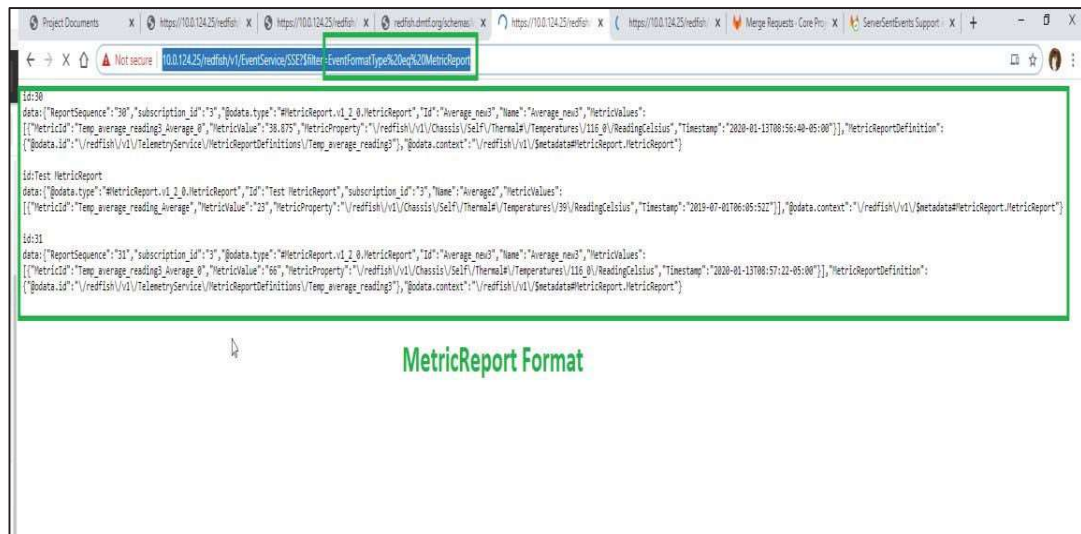 Project Documents
https://10.0.124.25/redfish/
https://10.0.124.25/redfish/
redfish.dmtf.org/schemas/
https://10.0.124.25/redfish/
https://10.0.124.25/redfish/
Merge Requests · Core Pro
ServerSentEvents Support
Not secure
10.0.124.25/redfish/v1/EventService/SSE?$filter=EventFormatType%20eq%20MetricReport
id:30
data:{"ReportSequence":"30","subscription_id":"3","@odata.type":"#MetricReport.v1_2_0.MetricReport","Id":"Average_new3","Name":"Average_new3","MetricValues":
[{"MetricId":"Temp_average_reading3_Average_0","MetricValue":"38.875","MetricProperty":"\/redfish\/v1\/Chassis\/Self\/Thermal#\/Temperatures\/116_0\/ReadingCelsius","Timestamp":"2020-01-13T08:56:40-05:00"}],"MetricReportDefinition":
{"@odata.id":"\/redfish\/v1\/TelemetryService\/MetricReportDefinitions\/Temp_average_reading3"},"@odata.context":"\/redfish\/v1\/$metadata#MetricReport.MetricReport"}
id:Test MetricReport
data:{"@odata.type":"#MetricReport.v1_2_0.MetricReport","Id":"Test MetricReport","subscription_id":"3","Name":"Average2","MetricValues":
[{"MetricId":"Temp_average_reading_Average","MetricValue":"23","MetricProperty":"\/redfish\/v1\/Chassis\/Self\/Thermal#\/Temperatures\/39\/ReadingCelsius","Timestamp":"2019-07-01T06:05:52Z"}],"@odata.context":"\/redfish\/v1\/$metadata#MetricReport.MetricReport"}
id:31
data:{"ReportSequence":"31","subscription_id":"3","@odata.type":"#MetricReport.v1_2_0.MetricReport","Id":"Average_new3","Name":"Average_new3","MetricValues":
[{"MetricId":"Temp_average_reading3_Average_0","MetricValue":"66","MetricProperty":"\/redfish\/v1\/Chassis\/Self\/Thermal#\/Temperatures\/116_0\/ReadingCelsius","Timestamp":"2020-01-13T08:57:22-05:00"}],"MetricReportDefinition":
{"@odata.id":"\/redfish\/v1\/TelemetryService\/MetricReportDefinitions\/Temp_average_reading3"},"@odata.context":"\/redfish\/v1\/$metadata#MetricReport.MetricReport"}
MetricReport Format